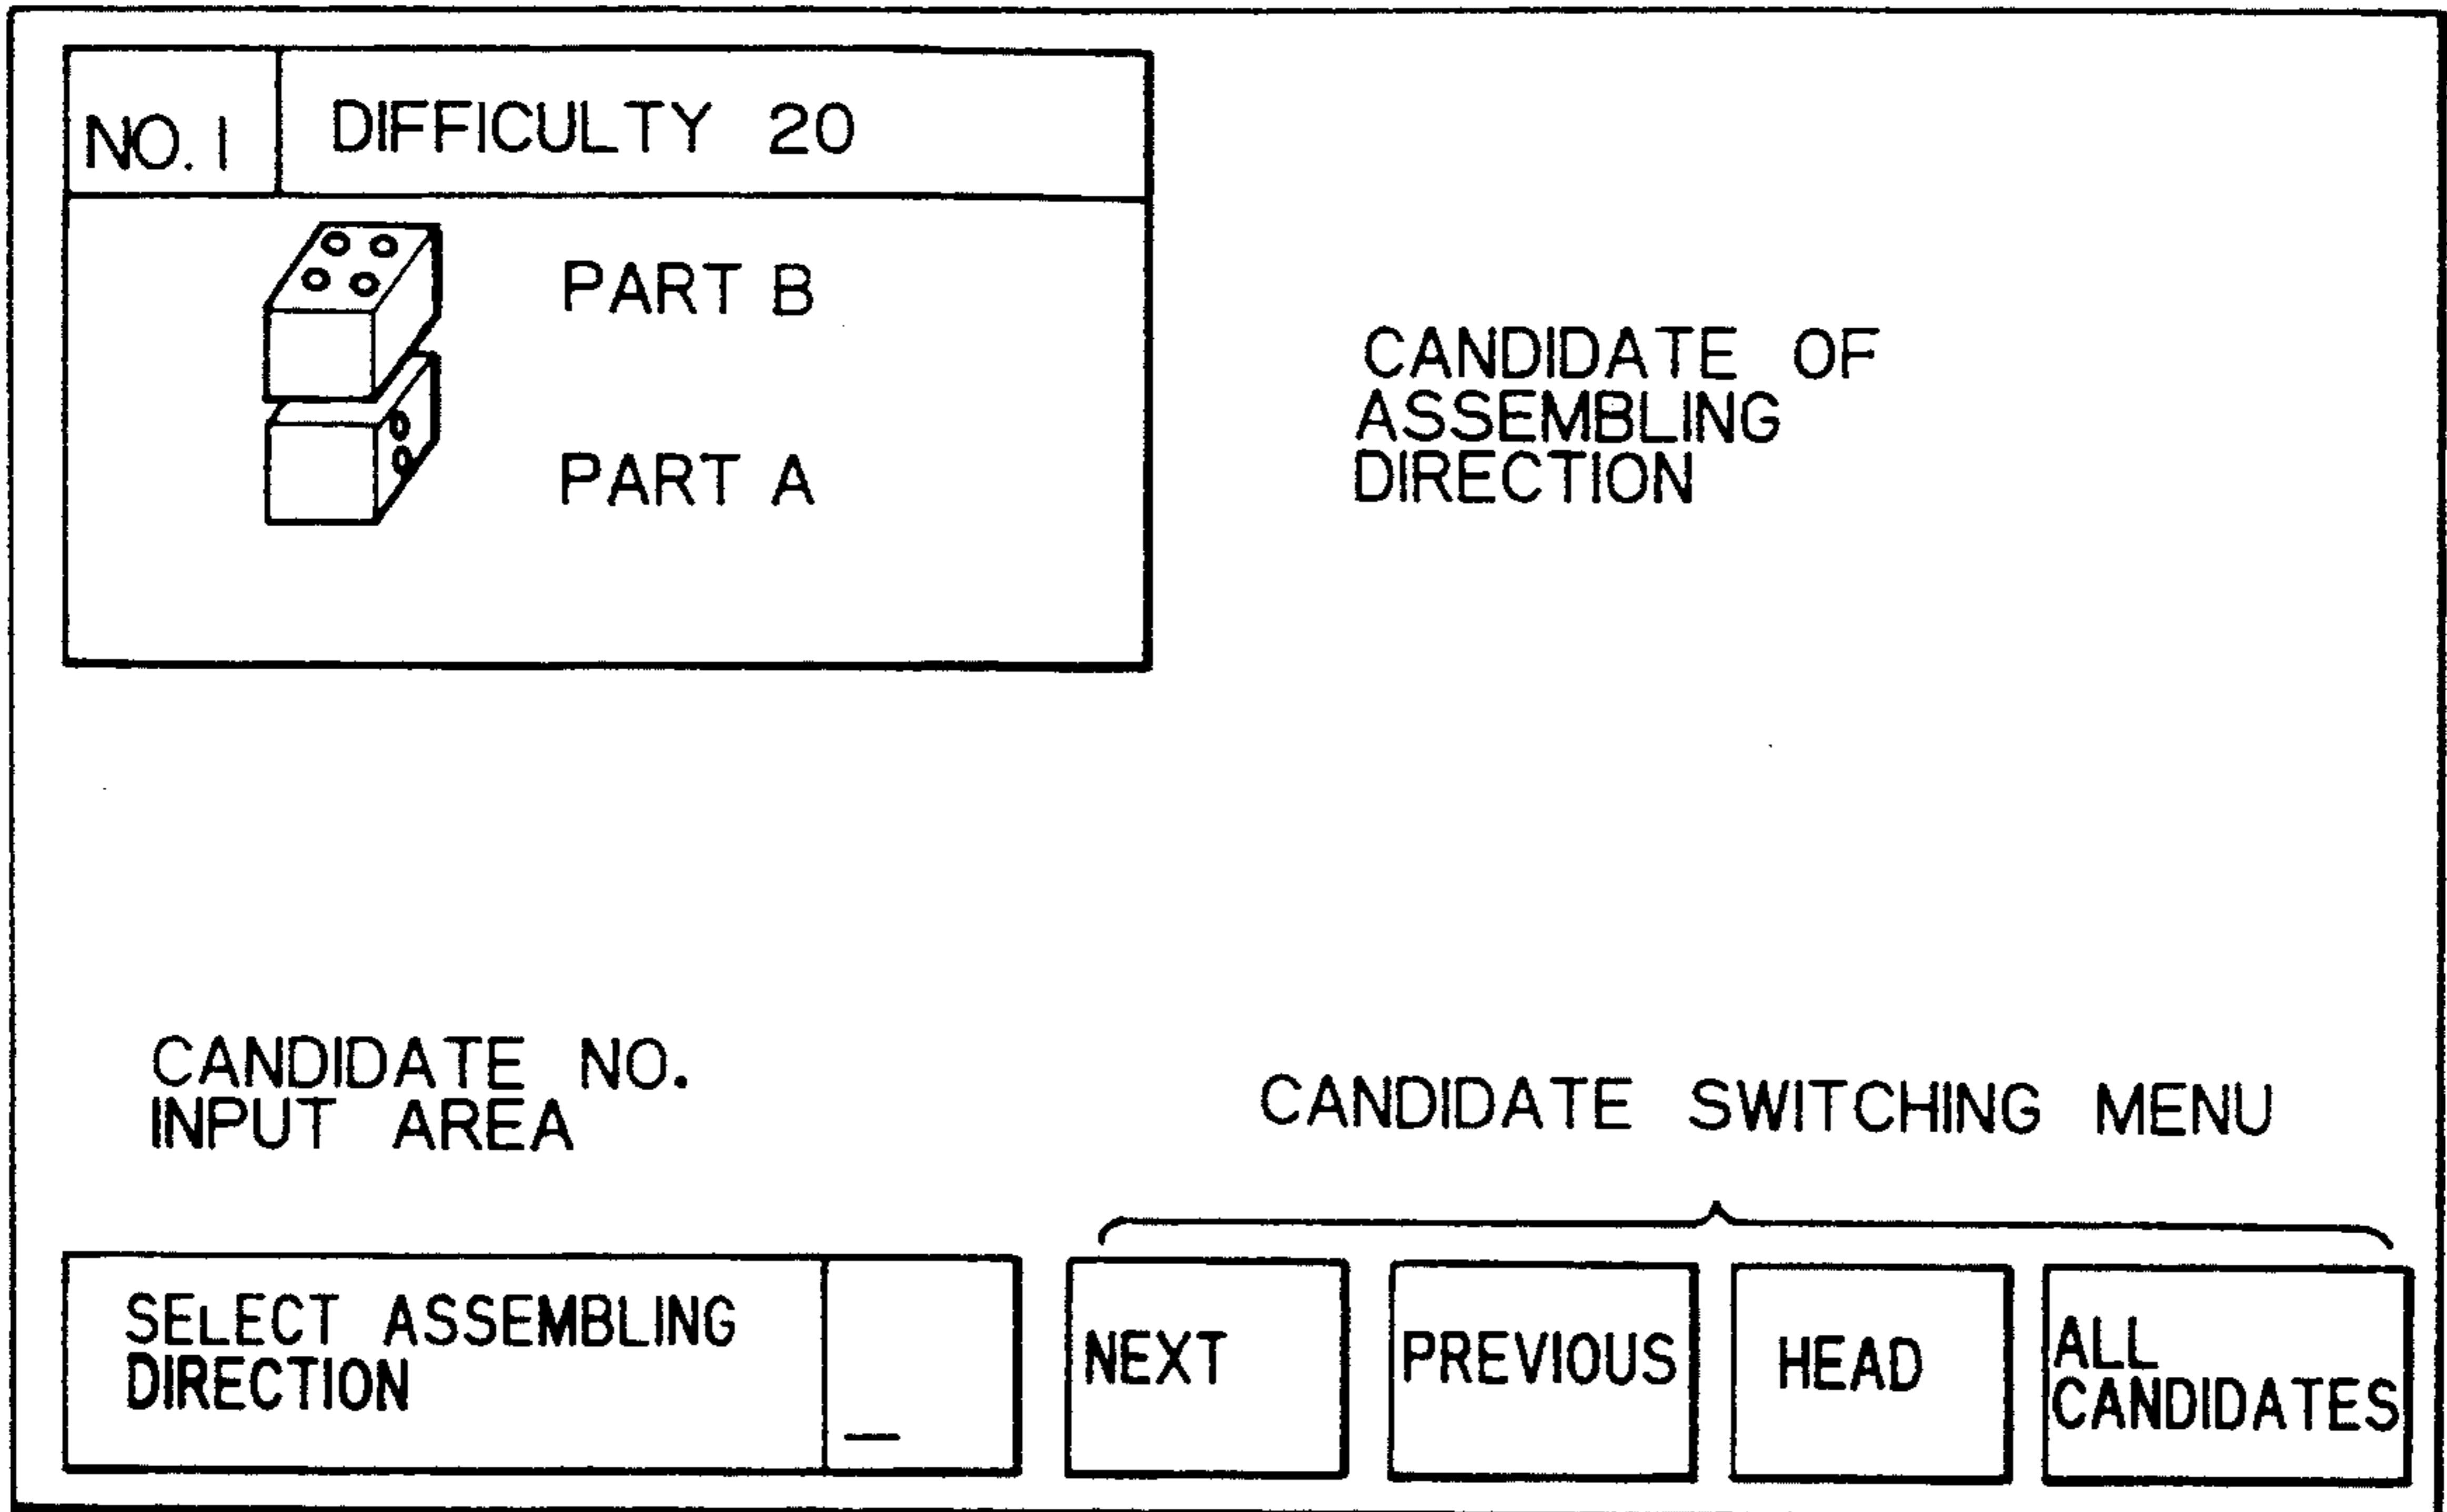 NO. 1
DIFFICULTY 20
PART B
PART A
CANDIDATE OF
ASSEMBLING
DIRECTION
CANDIDATE NO.
INPUT AREA
CANDIDATE SWITCHING MENU
SELECT ASSEMBLING
DIRECTION
_
NEXT
PREVIOUS
HEAD
ALL
CANDIDATES